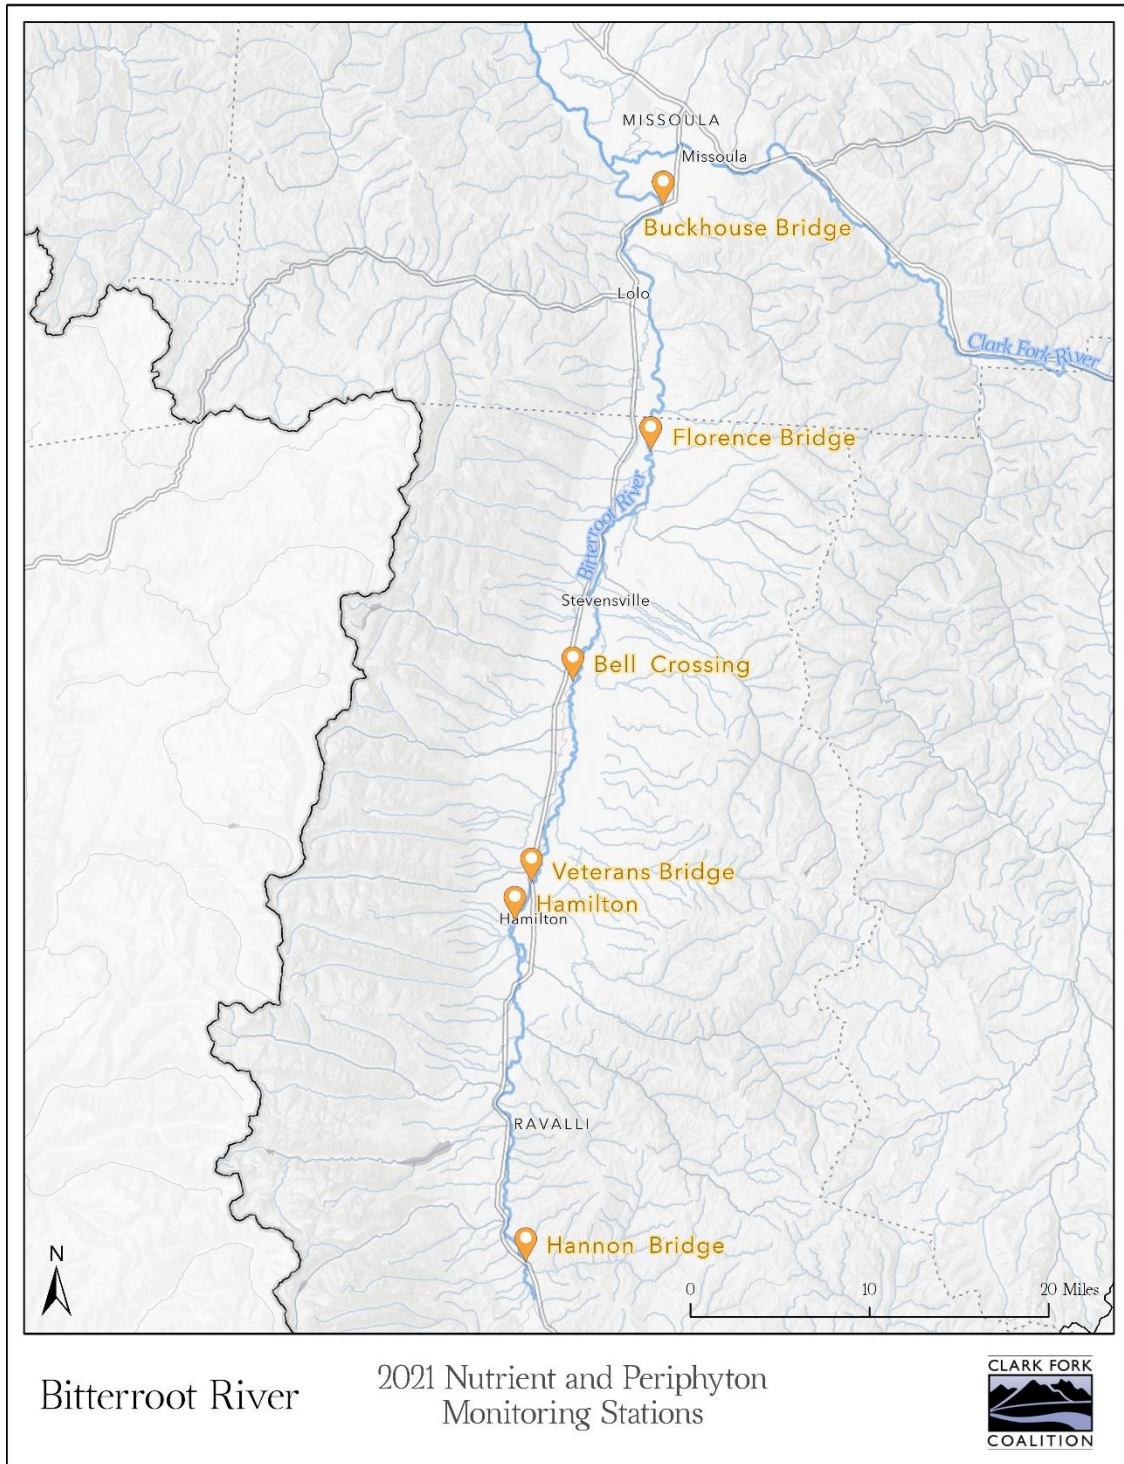 MISSOULA
Missoula
Buckhouse Bridge
Lolo
Clark Fork River
Florence Bridge
Bitterroot River
Stevensville
Bell Crossing
Veterans Bridge
Hamilton
Hamilton
RAVALLI
Hannon Bridge
N
0 10 20 Miles
Bitterroot River
2021 Nutrient and Periphyton
Monitoring Stations
CLARK FORK
COALITION